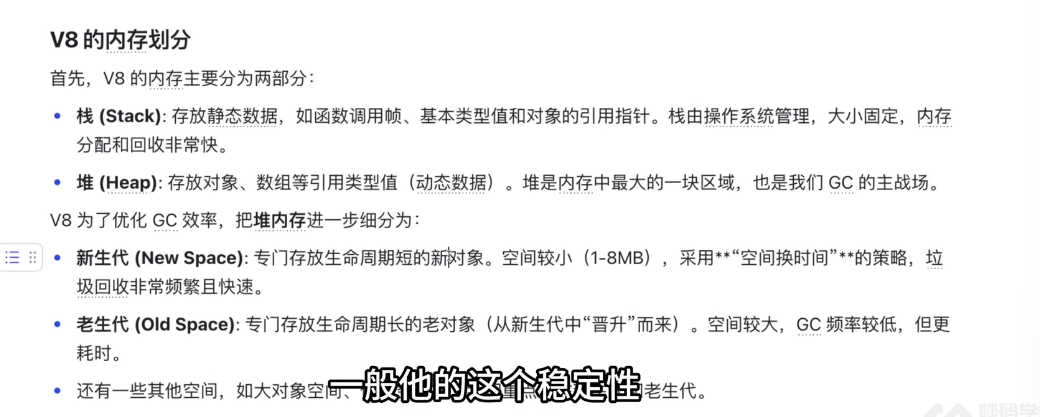 V8 的内存划分
首先，V8 的内存主要分为两部分：
• 栈 (Stack): 存放静态数据，如函数调用帧、基本类型值和对象的引用指针。栈由操作系统管理，大小固定，内存
分配和回收非常快。
• 堆 (Heap): 存放对象、数组等引用类型值（动态数据）。堆是内存中最大的一块区域，也是我们 GC 的主战场。
V8 为了优化 GC 效率，把堆内存进一步细分为：
• 新生代 (New Space): 专门存放生命周期短的新对象。空间较小（1-8MB），采用**“空间换时间”**的策略，垃
圾回收非常频繁且快速。
• 老生代 (Old Space): 专门存放生命周期长的老对象（从新生代中“晋升”而来）。空间较大，GC 频率较低，但更
耗时。
• 还有一些其他空间，如大对象空间、 老生代。
一般他的这个稳定性
妙码学